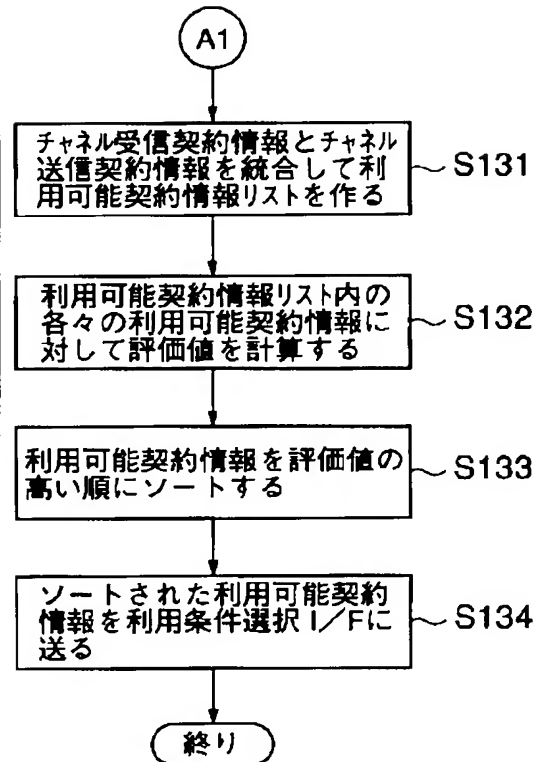 A1
チャネル受信契約情報とチャネル
送信契約情報を統合して利
用可能契約情報リストを作る
S131
利用可能契約情報リスト内の
各々の利用可能契約情報に
対して評価値を計算する
S132
利用可能契約情報を評価値の
高い順にソートする
S133
ソートされた利用可能契約
情報を利用条件選択I/Fに
送る
S134
終り